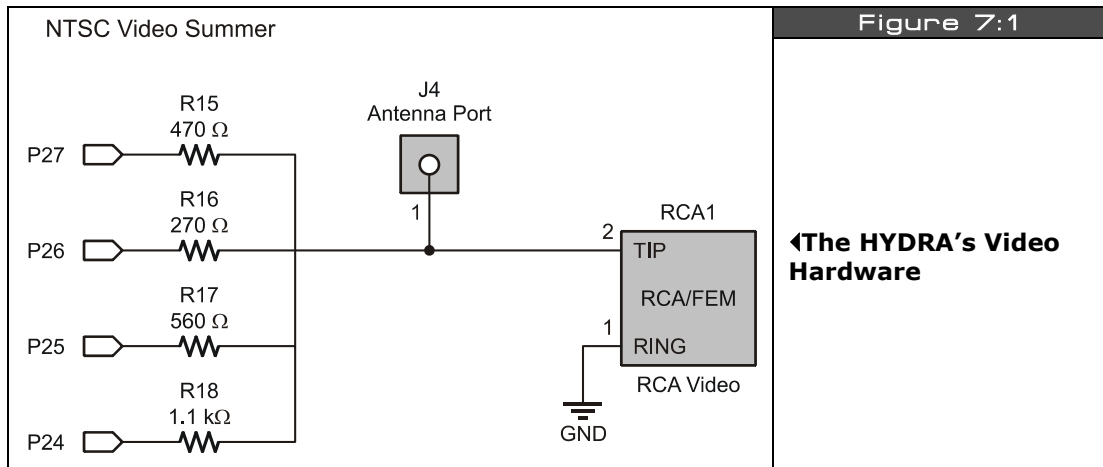 NTSC Video Summer
Figure 7:1
J4
Antenna Port
R15
470 Ω
P27
R16
270 Ω
P26
1
RCA1
2
TIP
RCA/FEM
1
RING
RCA Video
R17
560 Ω
P25
R18
1.1 kΩ
P24
GND
The HYDRA's Video
Hardware